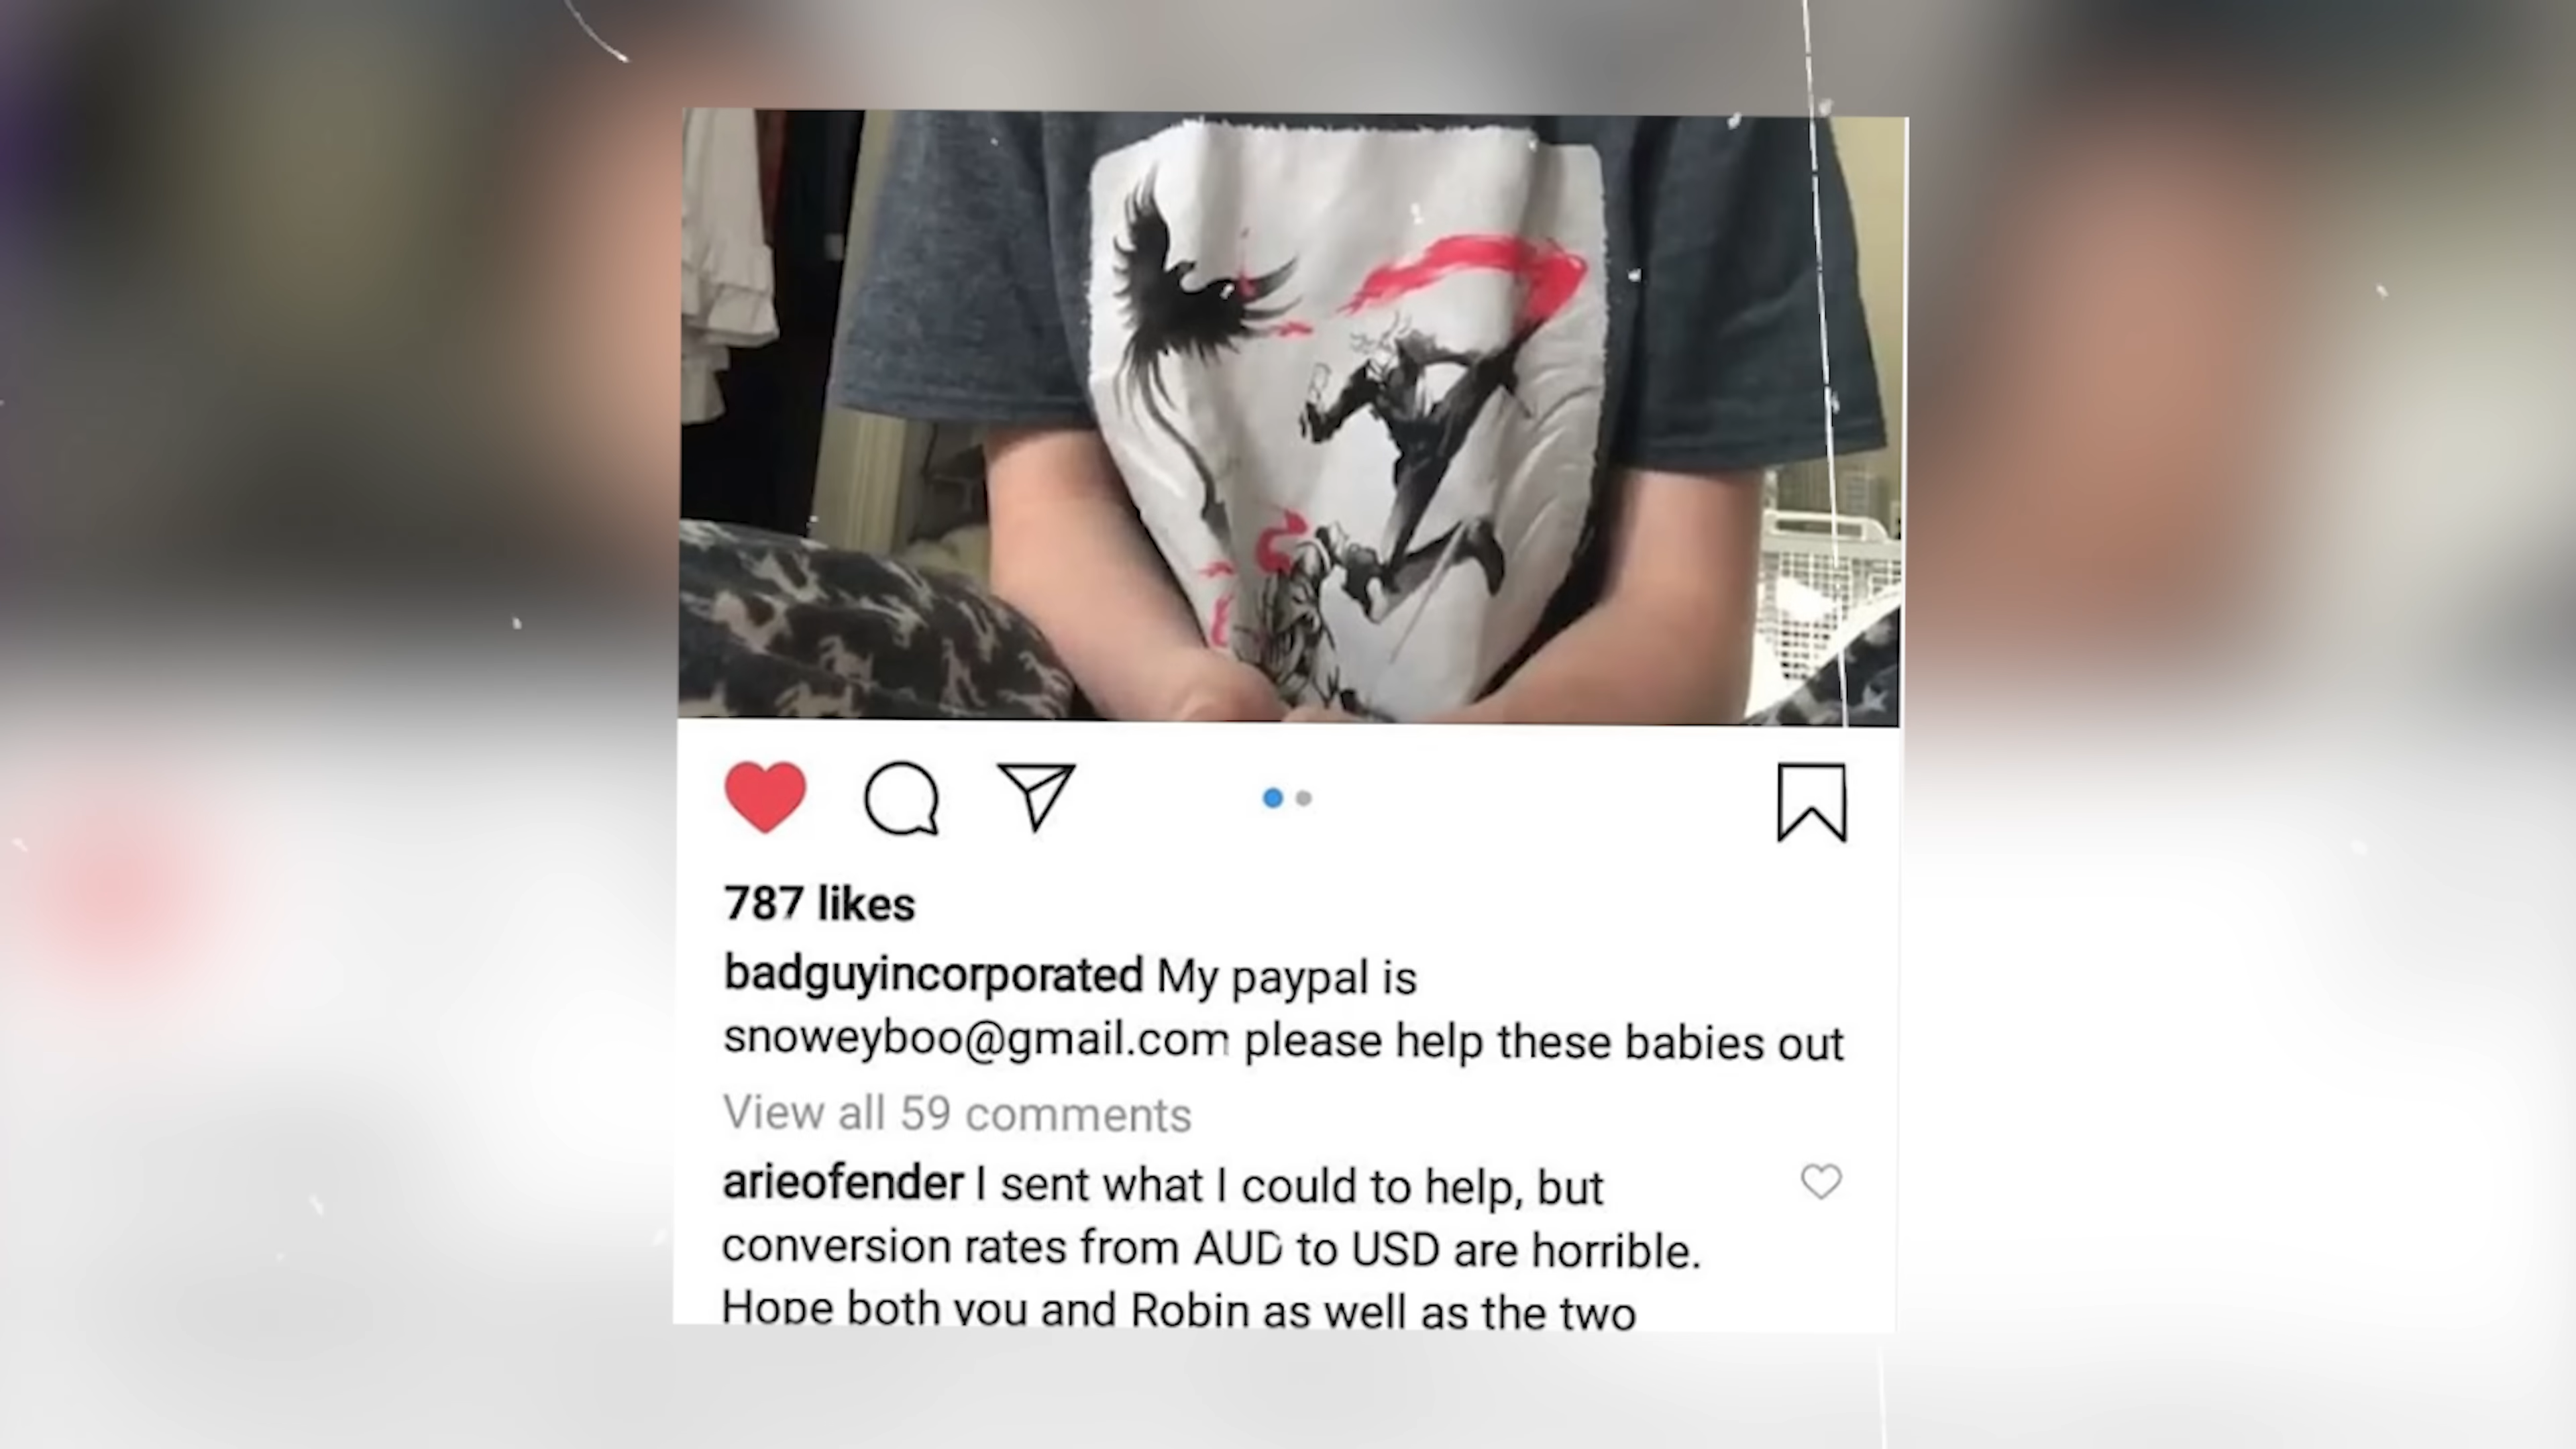 787 likes
badguyincorporated My paypal is
snoweyboo@gmail.com please help these babies out
View all 59 comments
arieofender I sent what I could to help, but
conversion rates from AUD to USD are horrible.
Hope both you and Robin as well as the two